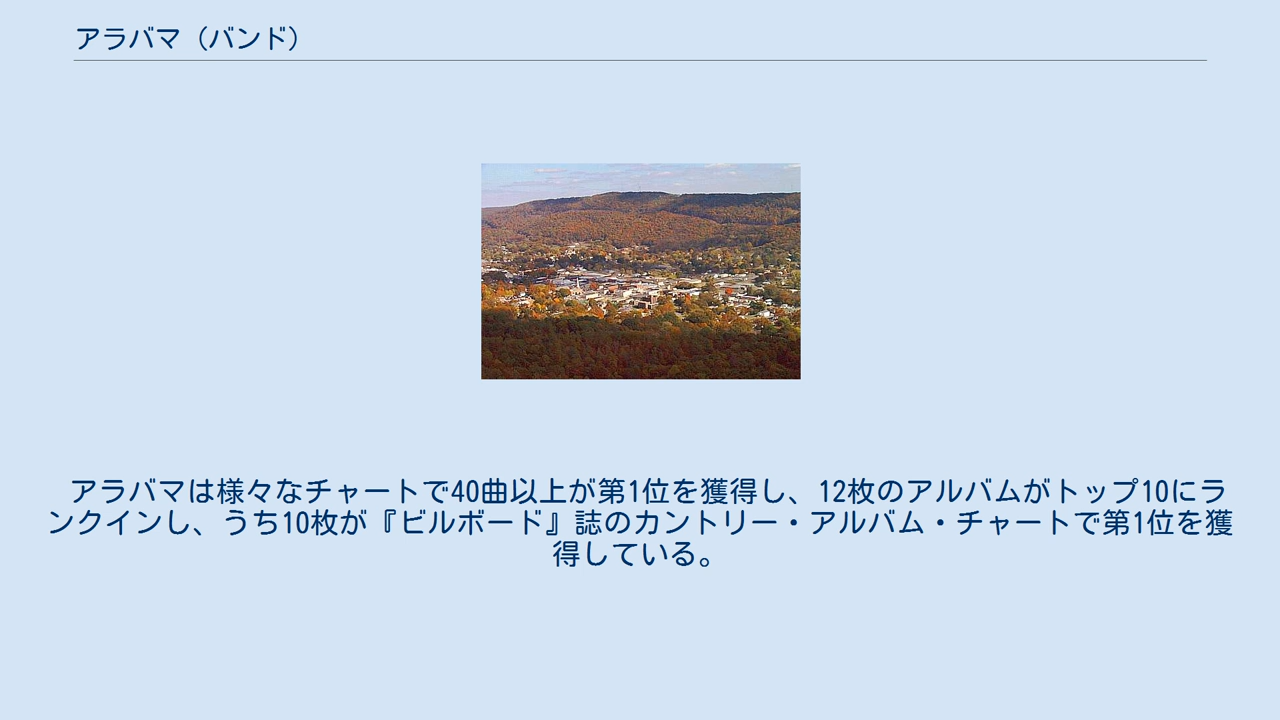 アラバマ（バンド）
アラバマは様々なチャートで40曲以上が第1位を獲得し、12枚のアルバムがトップ10にラ
ンクインし、うち10枚が『ビルボード』誌のカントリー・アルバム・チャートで第1位を獲
得している。